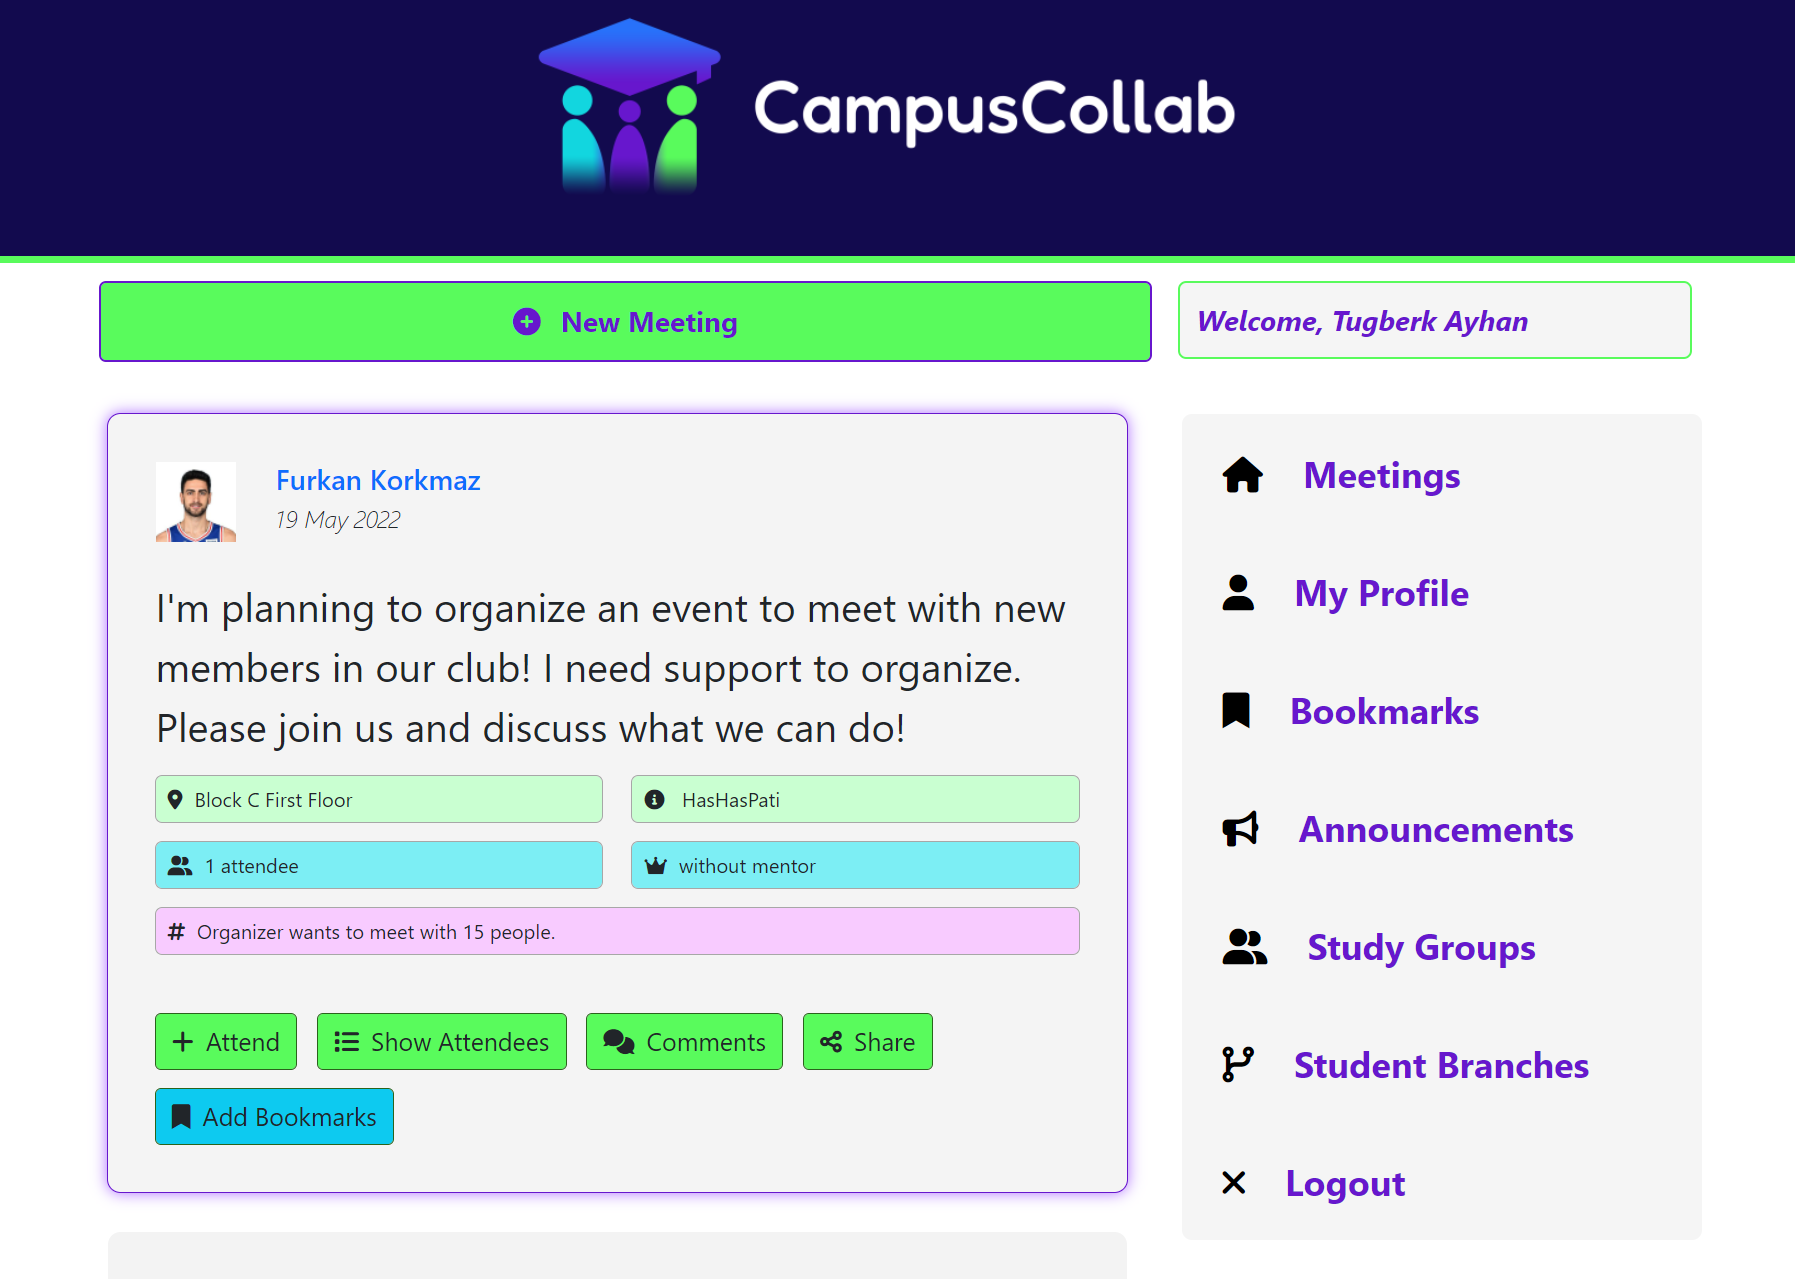 CampusCollab
New Meeting
Welcome, Tugberk Ayhan
Furkan Korkmaz
19 May 2022
I'm planning to organize an event to meet with new
members in our club! I need support to organize.
Please join us and discuss what we can do!
Block C First Floor
HasHasPati
1 attendee
without mentor
# Organizer wants to meet with 15 people.
Attend
Show Attendees
Comments
Share
Add Bookmarks
Meetings
My Profile
Bookmarks
Announcements
Study Groups
Student Branches
Logout